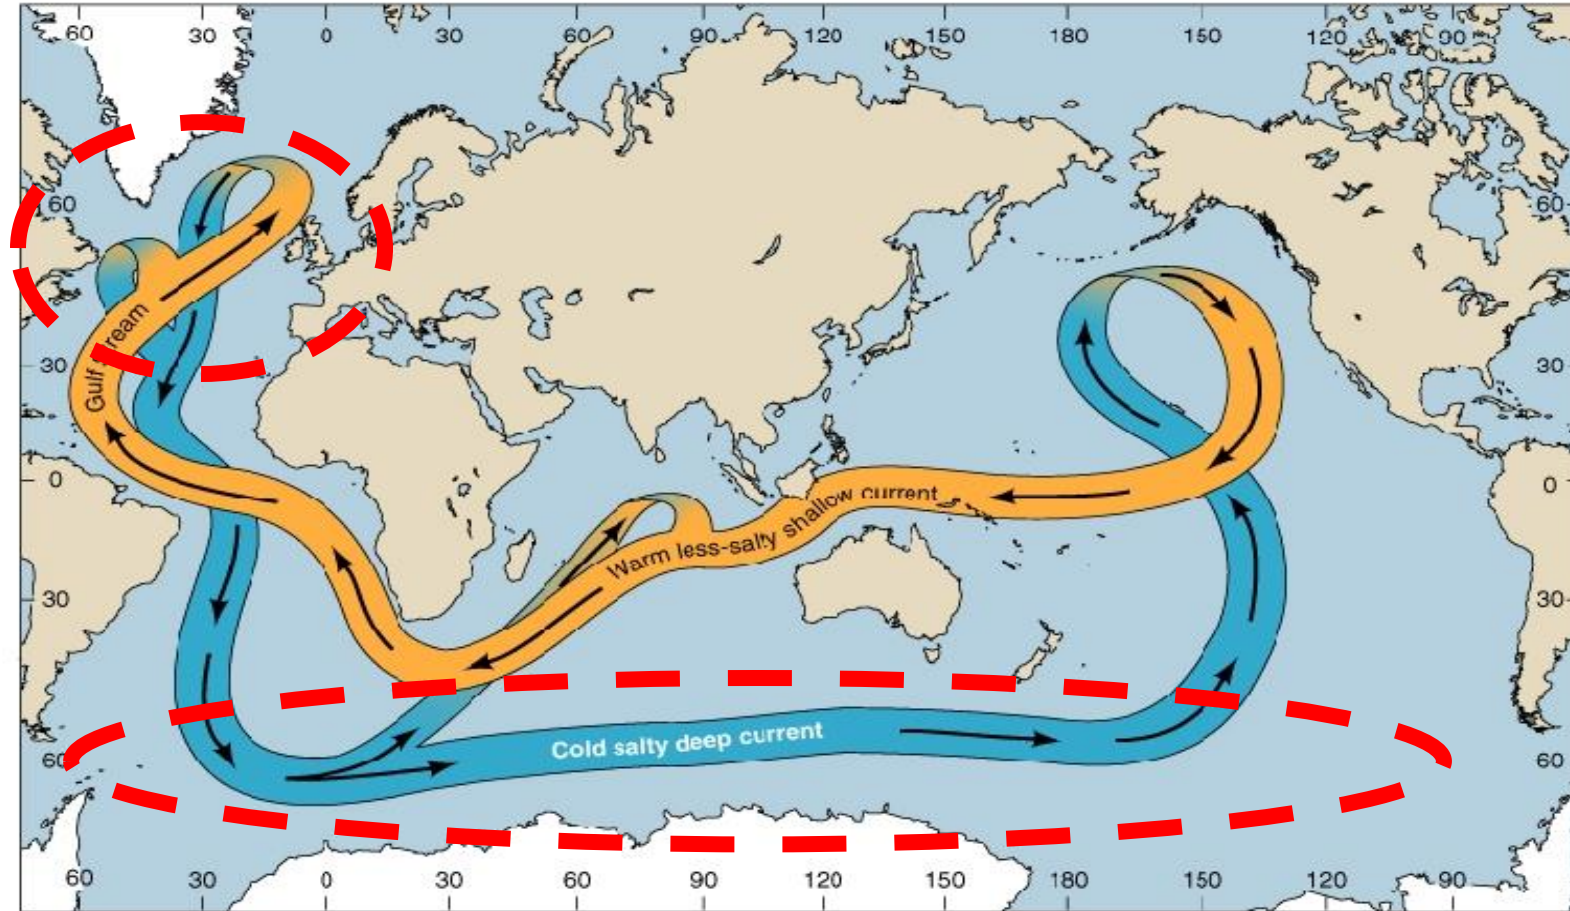 60 30 0 30 60 90 120 150 180 150 120 90
60 60
Gulf Stream
30 30
0 0
Warm less-salty shallow current
30 30
Cold salty deep current
60 60
60 30 0 30 60 90 120 150 180 150 120 90